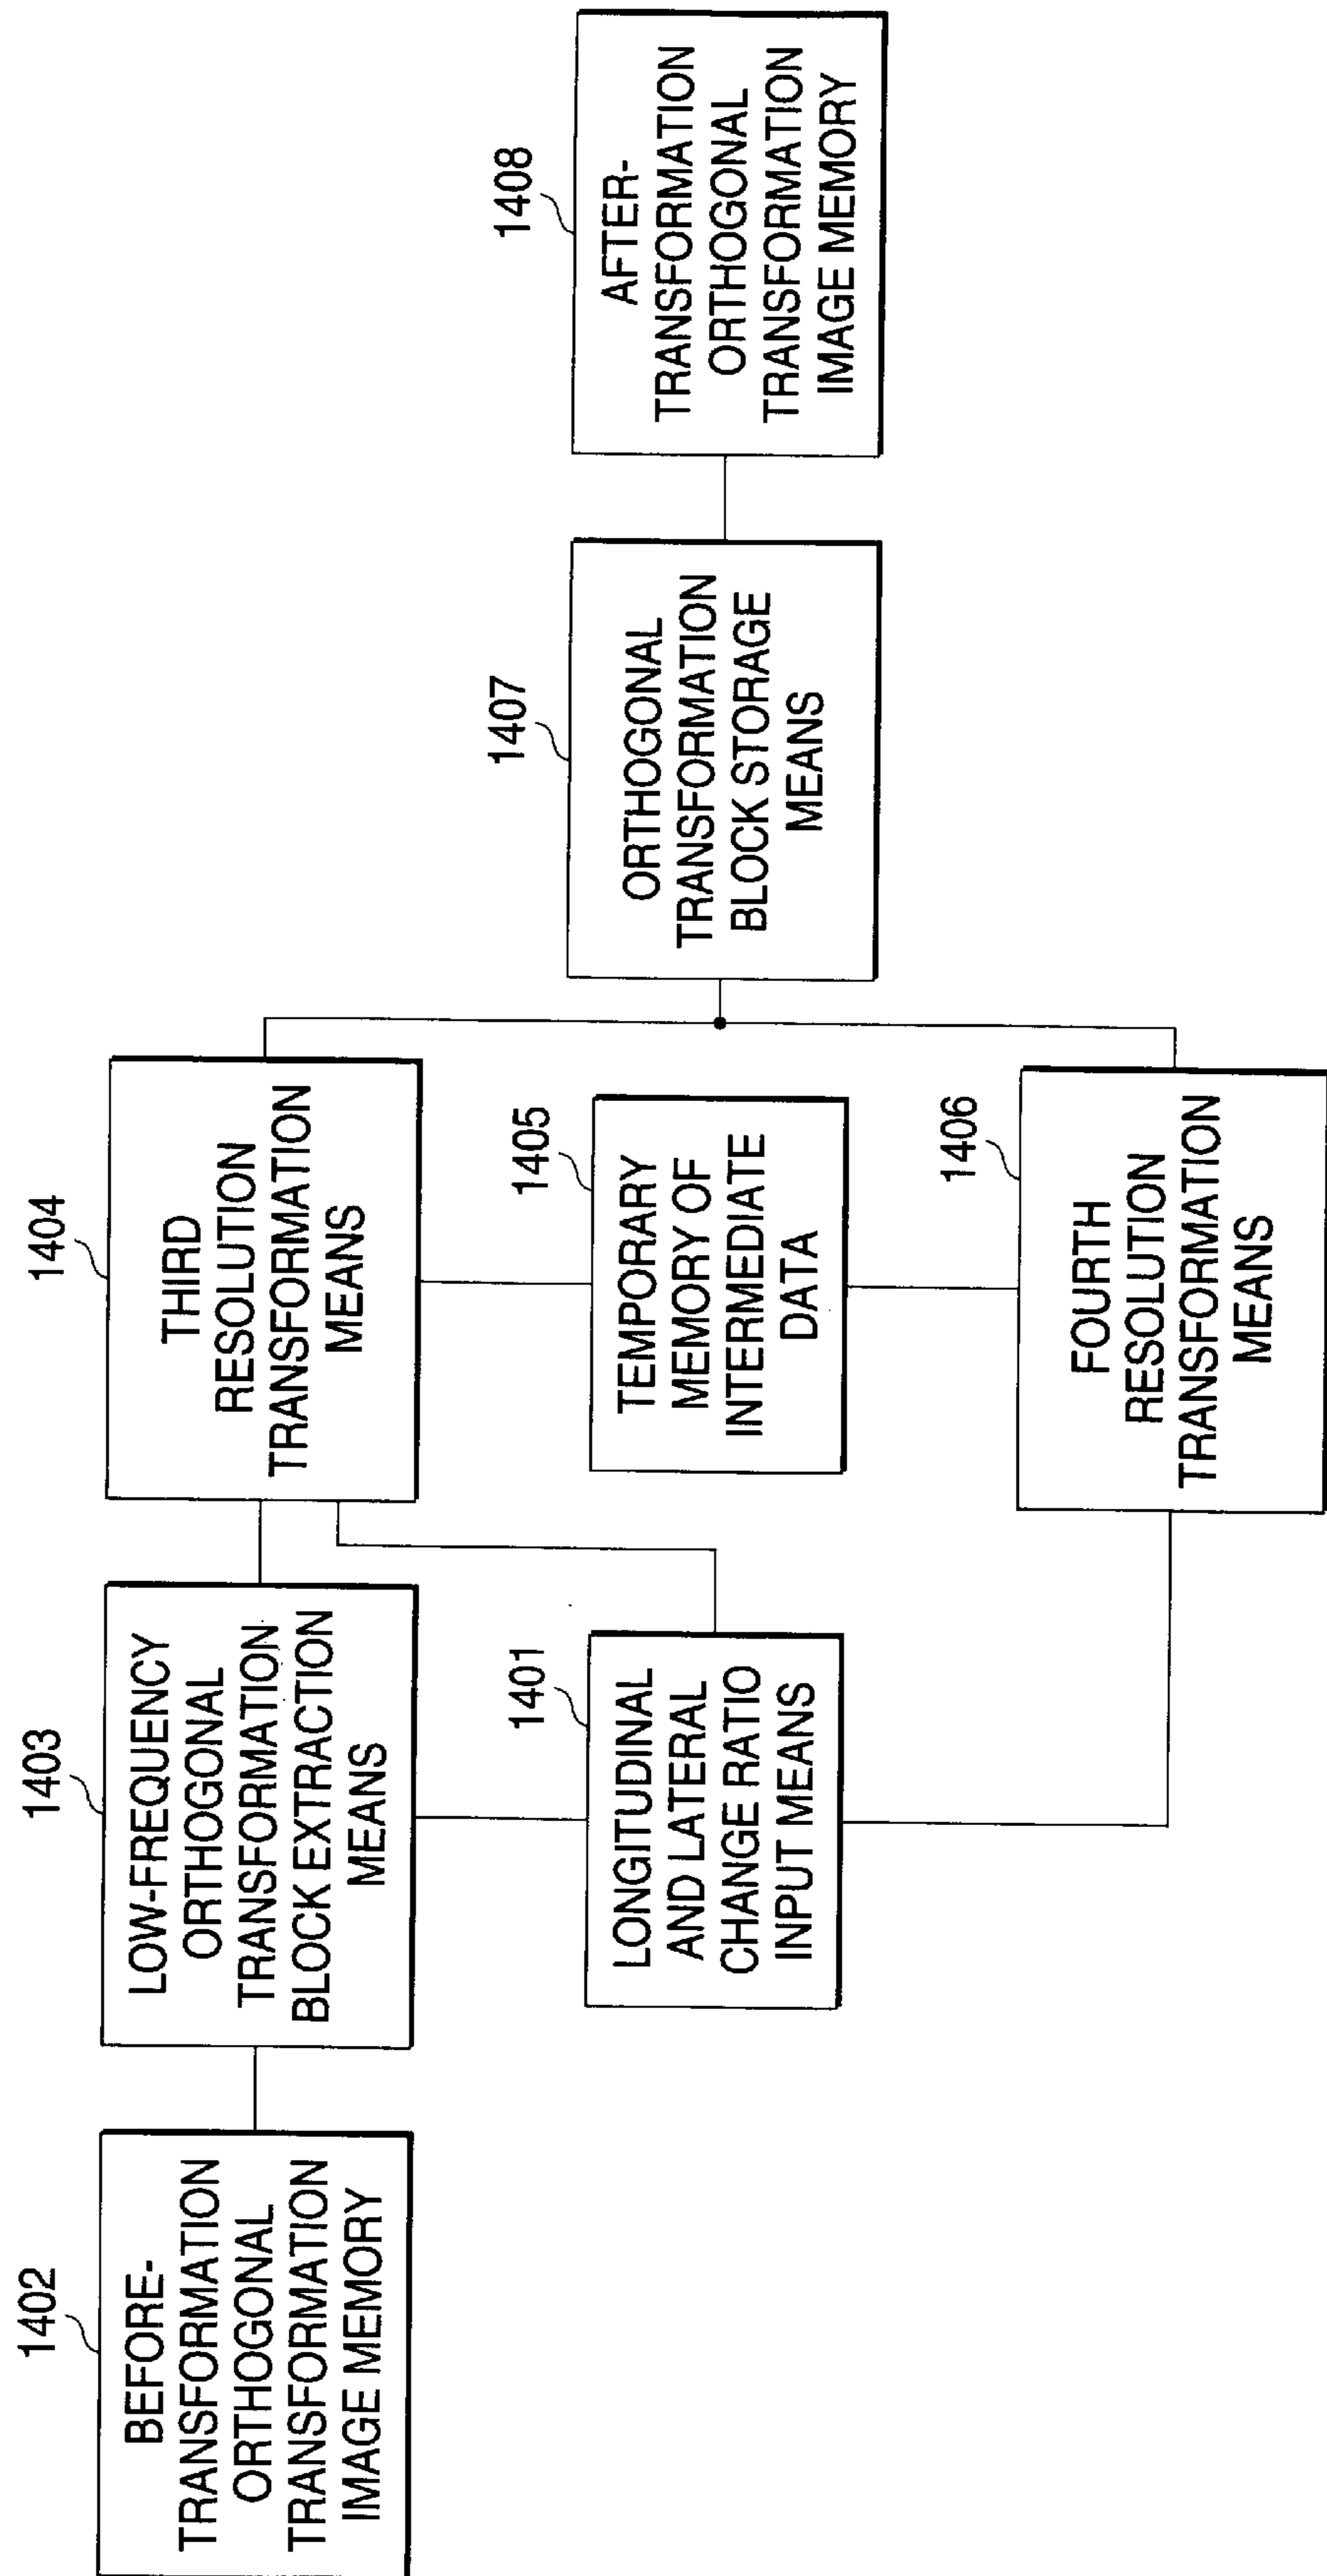 1402
BEFORE-
TRANSFORMATION
ORTHOGONAL
TRANSFORMATION
IMAGE MEMORY
1403
LOW-FREQUENCY
ORTHOGONAL
TRANSFORMATION
BLOCK EXTRACTION
MEANS
1404
THIRD
RESOLUTION
TRANSFORMATION
MEANS
1401
LONGITUDINAL
AND LATERAL
CHANGE RATIO
INPUT MEANS
1405
TEMPORARY
MEMORY OF
INTERMEDIATE
DATA
1406
FOURTH
RESOLUTION
TRANSFORMATION
MEANS
1407
ORTHOGONAL
TRANSFORMATION
BLOCK STORAGE
MEANS
1408
AFTER-
TRANSFORMATION
ORTHOGONAL
TRANSFORMATION
IMAGE MEMORY